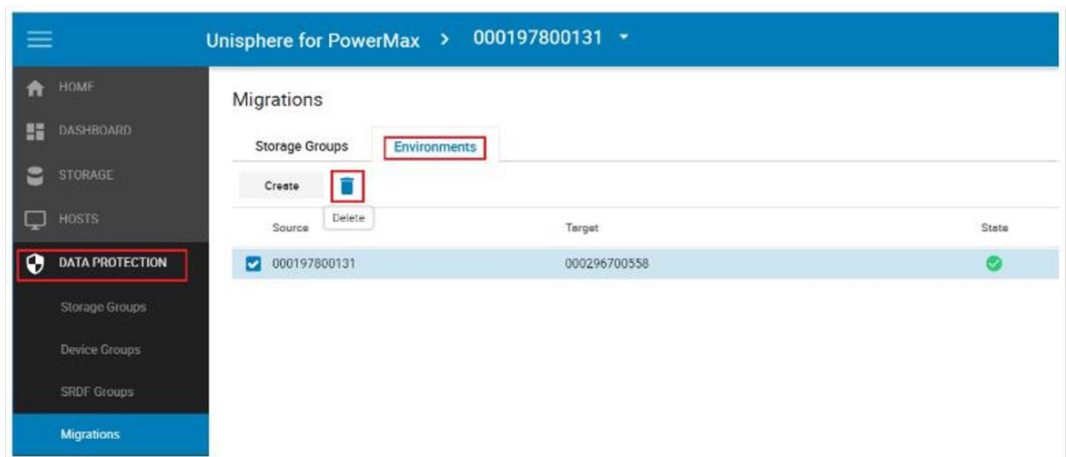 Unisphere for PowerMax > 000197800131
HOME
DASHBOARD
STORAGE
HOSTS
DATA PROTECTION
Storage Groups
Device Groups
SRDF Groups
Migrations
Migrations
Storage Groups Environments
Create
Delete
Source Target State
000197800131 000296700558